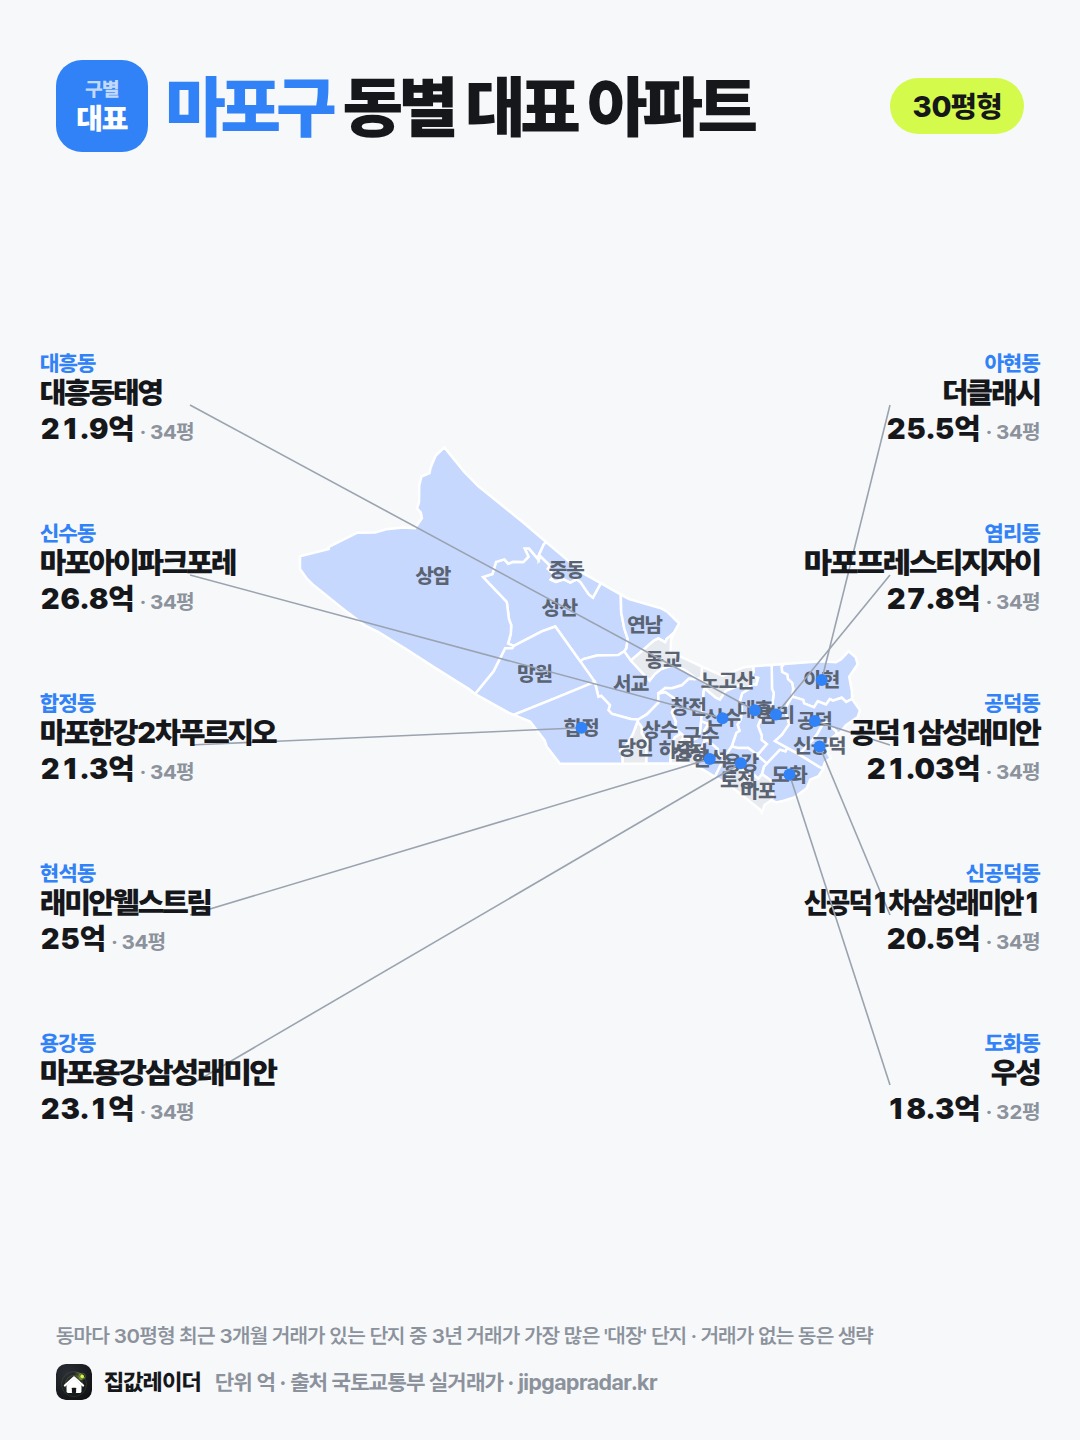 구별
대표
마포구 동별 대표 아파트
30평형
대흥동
대흥동태영
21.9억 · 34평
신수동
마포아이파크포레
26.8억 · 34평
합정동
마포한강2차푸르지오
21.3억 · 34평
현석동
래미안웰스트림
25억 · 34평
용강동
마포용강삼성래미안
23.1억 · 34평
상암
중동
성산
연남
동교
망원
서교
노고산
아현
창전
신수
대흥
염리
공덕
상수
구수
신공덕
당인
현석
용강
토정
도화
마포
합정
아현동
더클래시
25.5억 · 34평
염리동
마포프레스티지자이
27.8억 · 34평
공덕동
공덕1삼성래미안
21.03억 · 34평
신공덕동
신공덕1차삼성래미안1
20.5억 · 34평
도화동
우성
18.3억 · 32평
동마다 30평형 최근 3개월 거래가 있는 단지 중 3년 거래가 가장 많은 '대장' 단지 · 거래가 없는 동은 생략
집값레이더 단위 억 · 출처 국토교통부 실거래가 · jipgapradar.kr